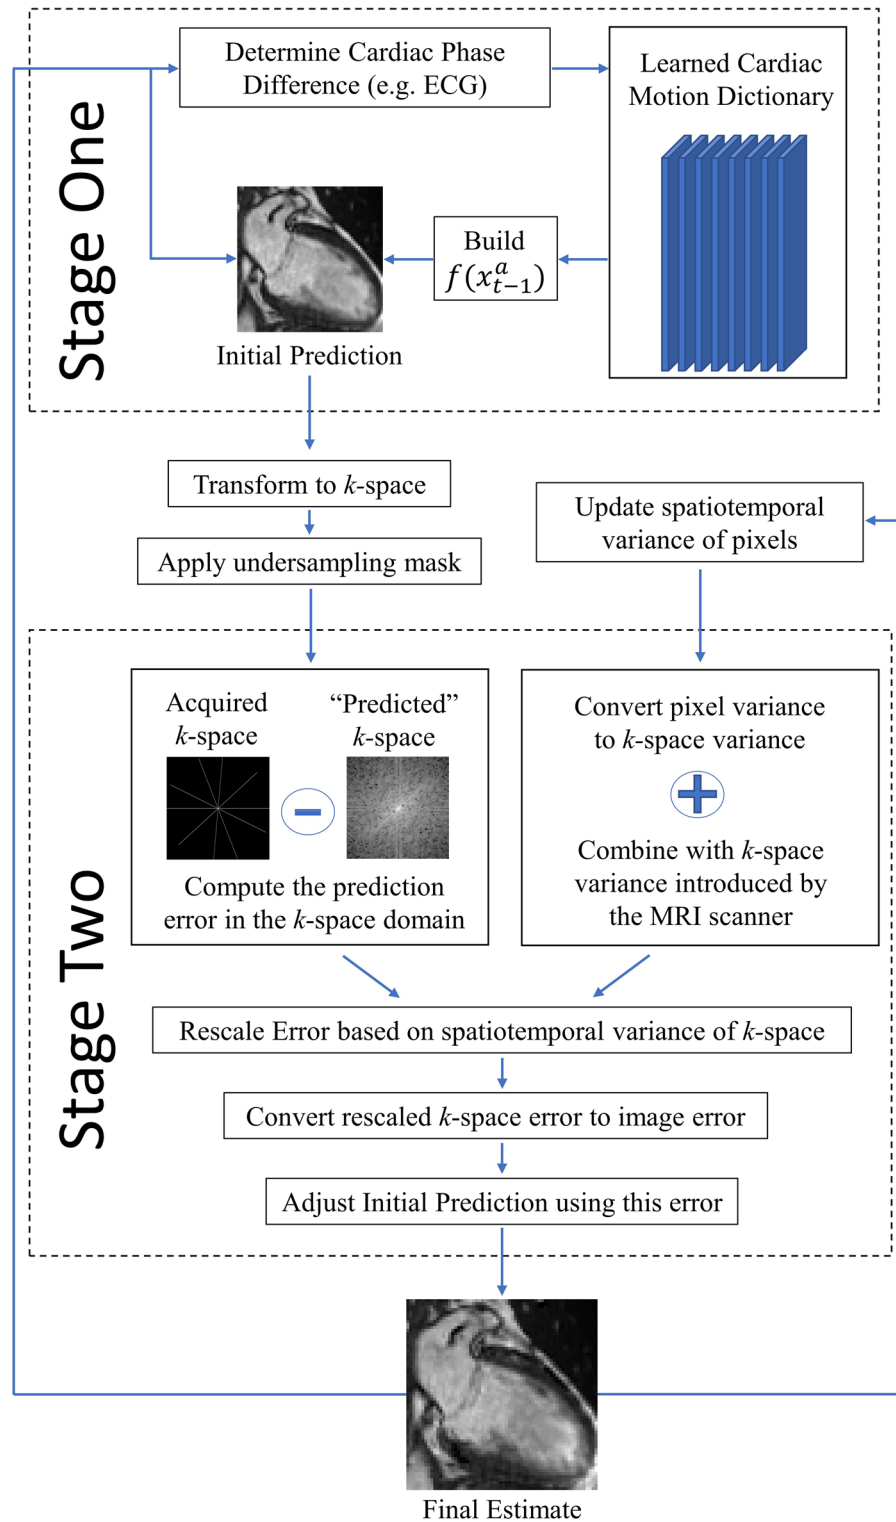 Stage One
Determine Cardiac Phase
Difference (e.g. ECG)
Learned Cardiac
Motion Dictionary
Build
f(x_{t−1}^a)
Initial Prediction
Transform to k-space
Apply undersampling mask
Update spatiotemporal
variance of pixels
Stage Two
Acquired
k-space
“Predicted”
k-space
Compute the prediction
error in the k-space domain
Convert pixel variance
to k-space variance
Combine with k-space
variance introduced by
the MRI scanner
Rescale Error based on spatiotemporal variance of k-space
Convert rescaled k-space error to image error
Adjust Initial Prediction using this error
Final Estimate